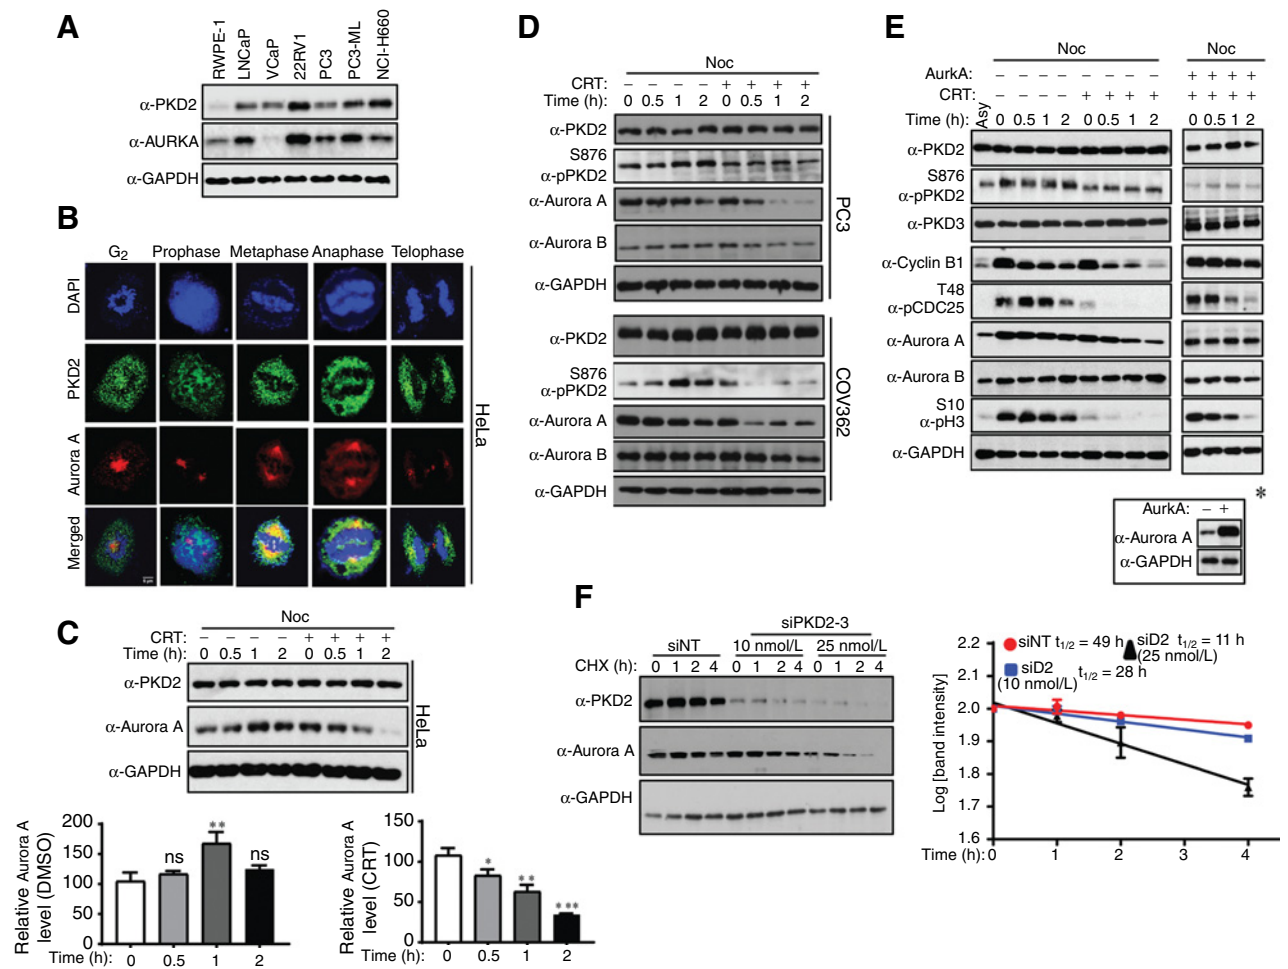 A
RWPE-1 LNCaP VCaP 22RV1 PC3 PC3-ML NCI-H660
α-PKD2
α-AURKA
α-GAPDH
B
G2 Prophase Metaphase Anaphase Telophase
DAPI
PKD2
Aurora A
Merged
HeLa
C
Noc
CRT: – – – – + + + +
Time (h): 0 0.5 1 2 0 0.5 1 2
α-PKD2
α-Aurora A
α-GAPDH
HeLa
Relative Aurora A level (DMSO)
200
150
100
50
0
ns ** ns
Time (h): 0 0.5 1 2
Relative Aurora A level (CRT)
150
100
50
0
* ** ***
Time (h): 0 0.5 1 2
D
Noc
CRT: – – – – + + + +
Time (h): 0 0.5 1 2 0 0.5 1 2
α-PKD2
S876
α-pPKD2
α-Aurora A
α-Aurora B
α-GAPDH
PC3
α-PKD2
S876
α-pPKD2
α-Aurora A
α-Aurora B
α-GAPDH
COV362
E
Noc Noc
AurkA: – – – – – – – – + + + +
CRT: – – – – + + + + + + + +
Time (h): Asy 0 0.5 1 2 0 0.5 1 2 0 0.5 1 2
α-PKD2
S876
α-pPKD2
α-PKD3
α-Cyclin B1
T48
α-pCDC25
α-Aurora A
α-Aurora B
S10
α-pH3
α-GAPDH
*
AurkA: – +
α-Aurora A
α-GAPDH
F
siPKD2-3
siNT 10 nmol/L 25 nmol/L
CHX (h): 0 1 2 4 0 1 2 4 0 1 2 4
α-PKD2
α-Aurora A
α-GAPDH
siNT t1/2 = 49 h
siD2 t1/2 = 11 h
(25 nmol/L)
siD2
(10 nmol/L) t1/2 = 28 h
Log [band intensity]
2.2
2.1
2.0
1.9
1.8
1.7
1.6
Time (h): 0 1 2 3 4